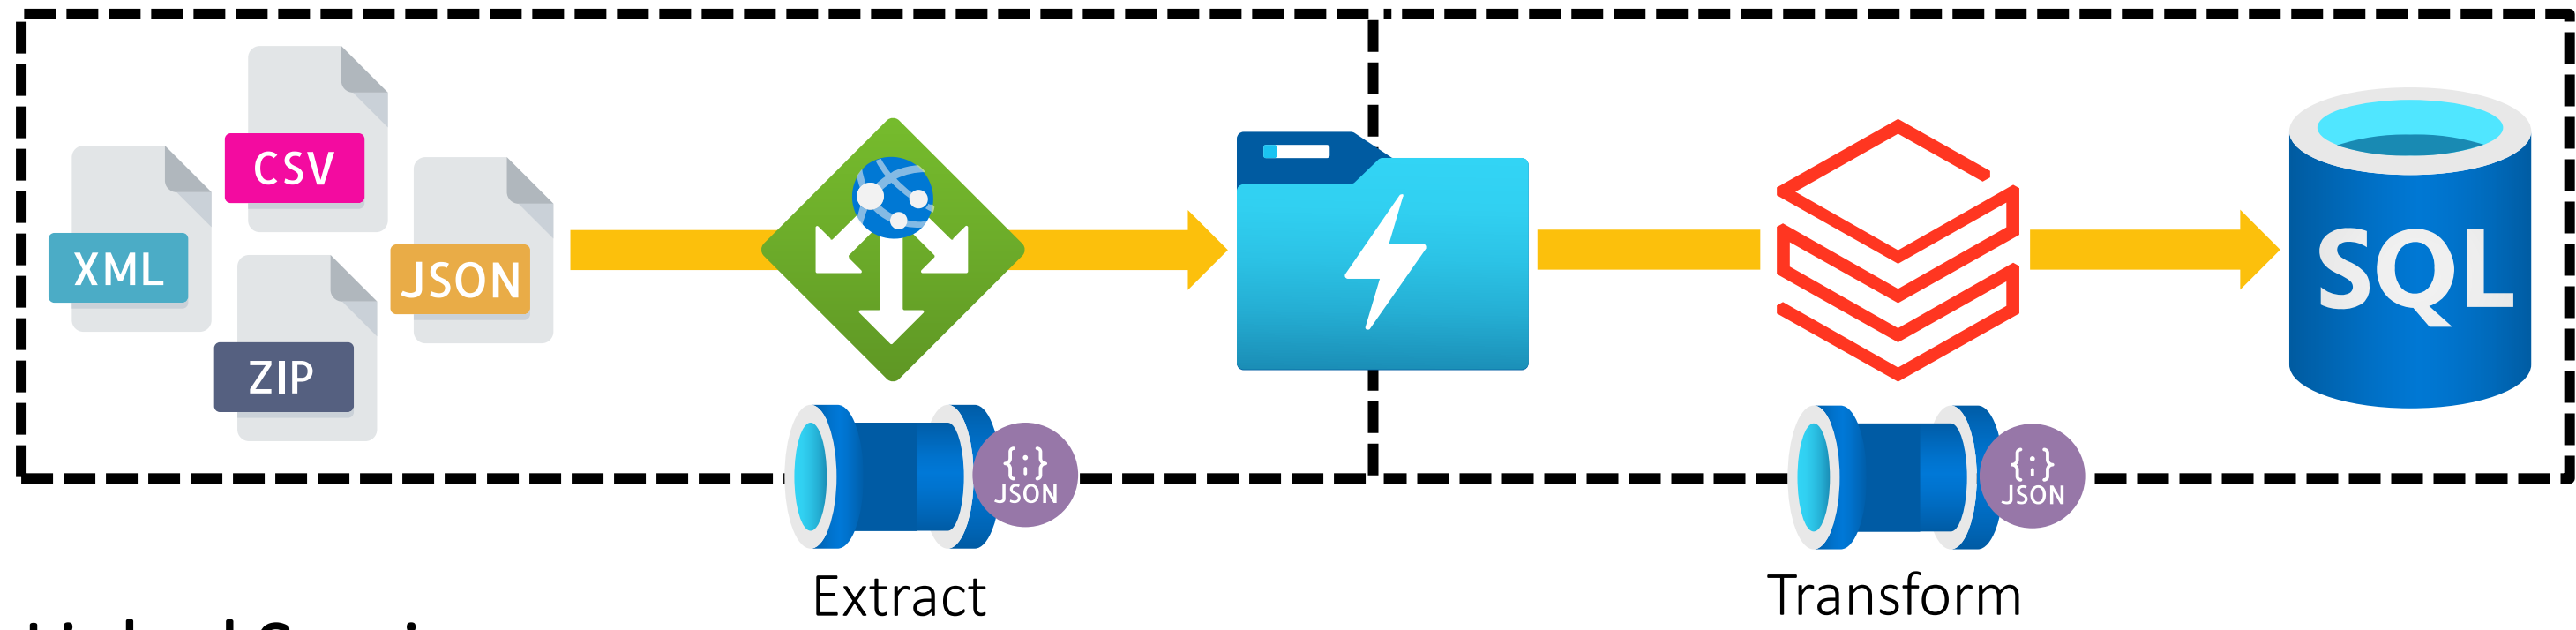 CSV
XML
JSON
ZIP
SQL
{;}
JSON
{;}
JSON
Extract
Transform